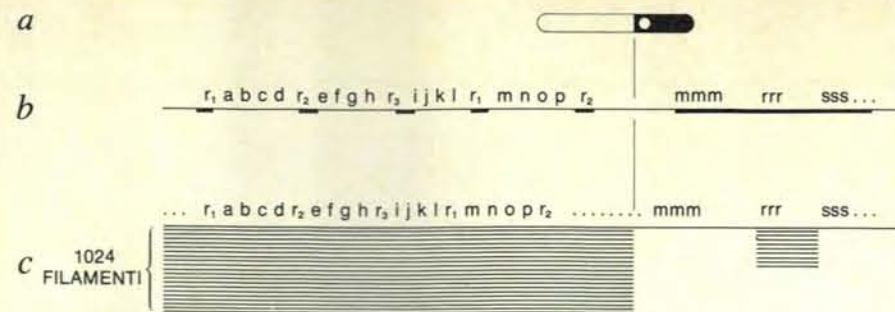 a
b r₁ a b c d r₂ e f g h r₃ i j k l r₁ m n o p r₂ mmm rrr sss...
... r₁ a b c d r₂ e f g h r₃ i j k l r₁ m n o p r₂ ........ mmm rrr sss...
c 1024
FILAMENTI